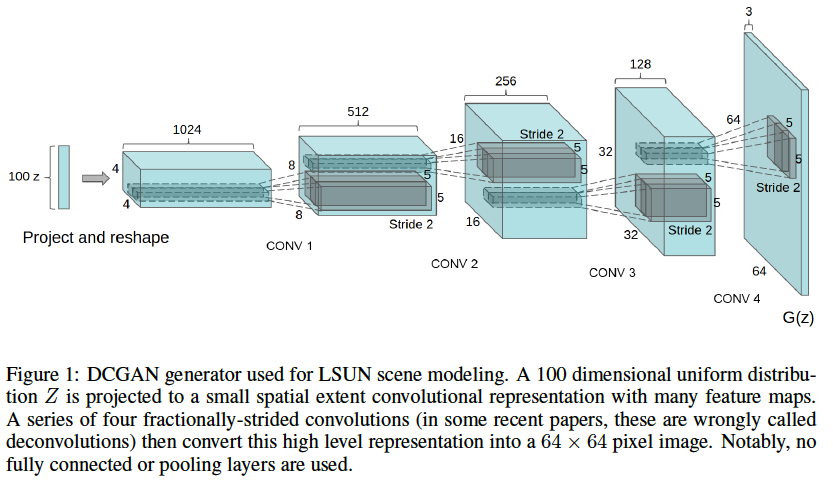 3
128
256
64
5
512
16
Stride 2
5
1024
32
5
8
5
4
100 z
5
Stride 2
5
5
4
8
Stride 2
16
32
Stride 2
Project and reshape
CONV 1
CONV 2
CONV 3
64
CONV 4
G(z)
Figure 1: DCGAN generator used for LSUN scene modeling. A 100 dimensional uniform distribu-
tion Z is projected to a small spatial extent convolutional representation with many feature maps.
A series of four fractionally-strided convolutions (in some recent papers, these are wrongly called
deconvolutions) then convert this high level representation into a 64 × 64 pixel image. Notably, no
fully connected or pooling layers are used.